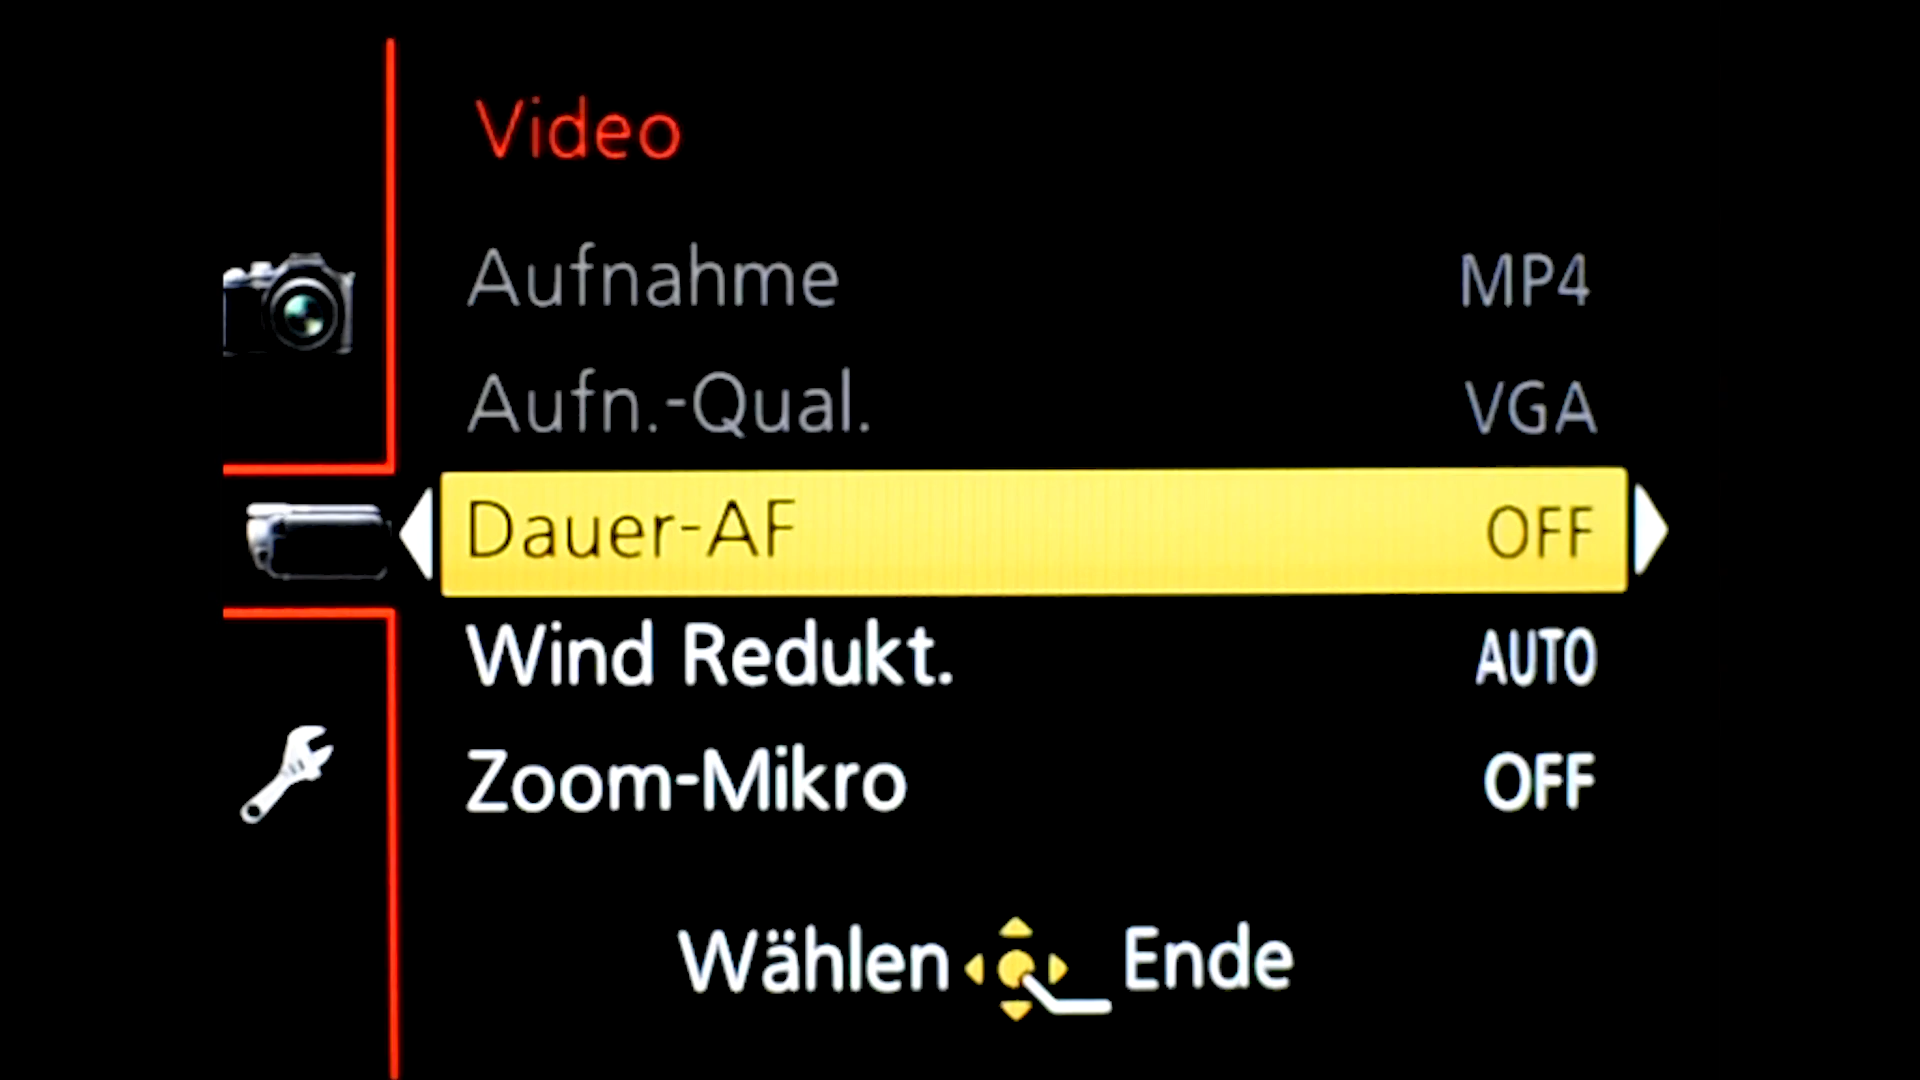 Video
Aufnahme MP4
Aufn.-Qual. VGA
Dauer-AF OFF
Wind Redukt. AUTO
Zoom-Mikro OFF
Wählen Ende